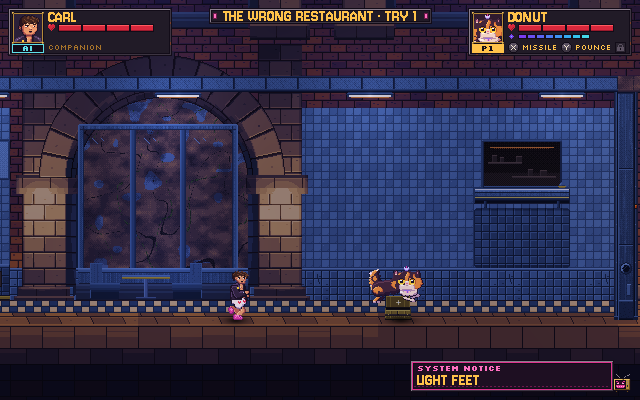 CARL
AI COMPANION
THE WRONG RESTAURANT · TRY 1
DONUT
P1
X MISSILE Y POUNCE
SYSTEM NOTICE
LIGHT FEET